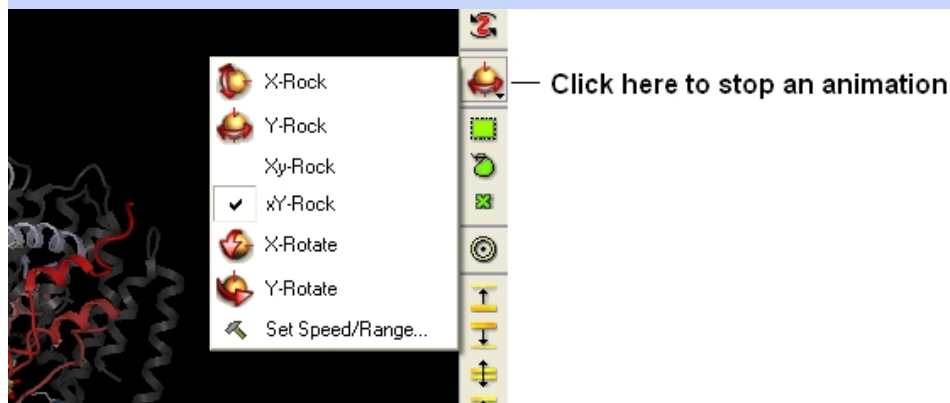 X-Rock
Click here to stop an animation
Y-Rock
Xy-Rock
xY-Rock
X-Rotate
Y-Rotate
Set Speed/Range...